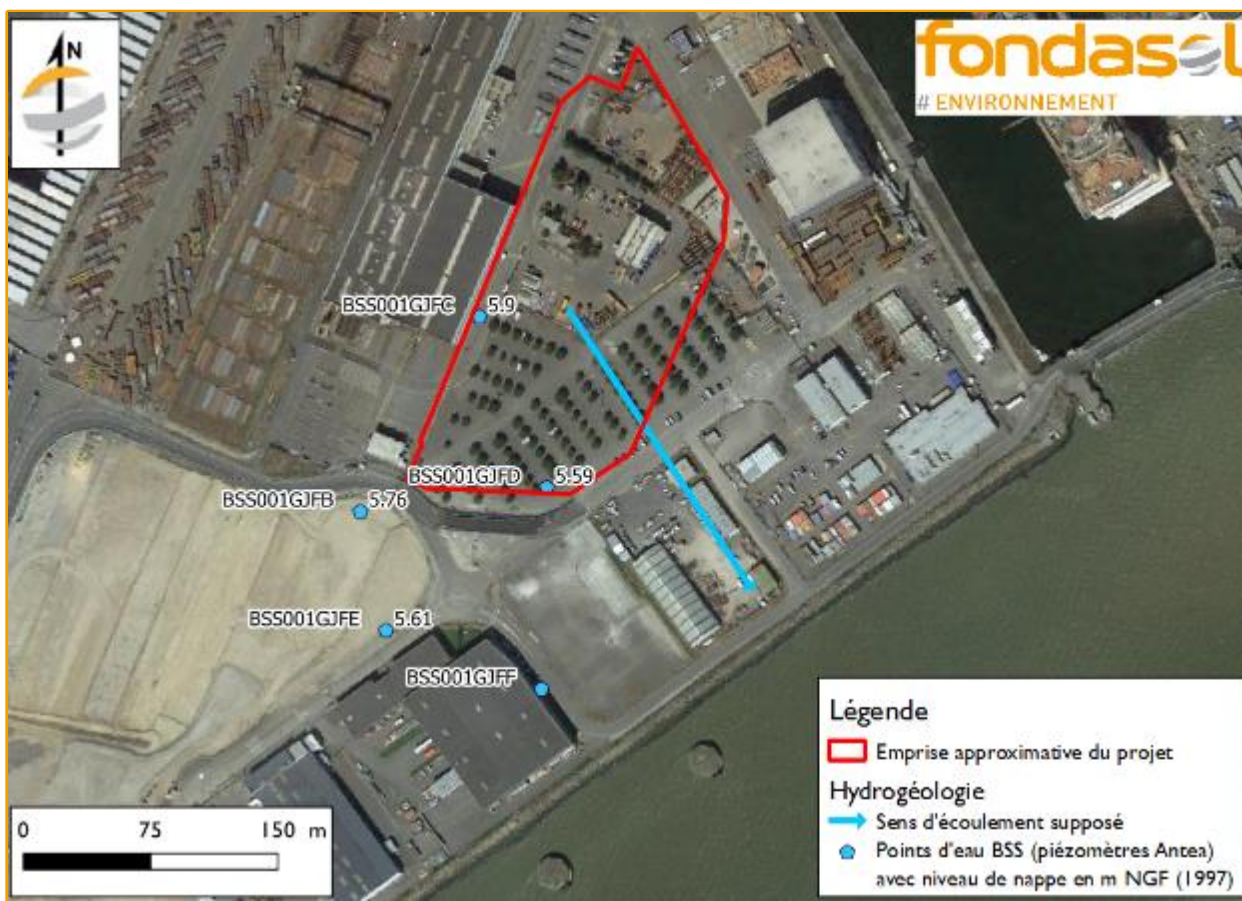 N
fondasol
# ENVIRONNEMENT
BSS001GJFC 5.9
BSS001GJFD 5.59
BSS001GJFB 5.76
BSS001GJFE 5.61
BSS001GJFF
Légende
Emprise approximative du projet
Hydrogéologie
Sens d'écoulement supposé
Points d'eau BSS (piézomètres Antea)
avec niveau de nappe en m NGF (1997)
0 75 150 m